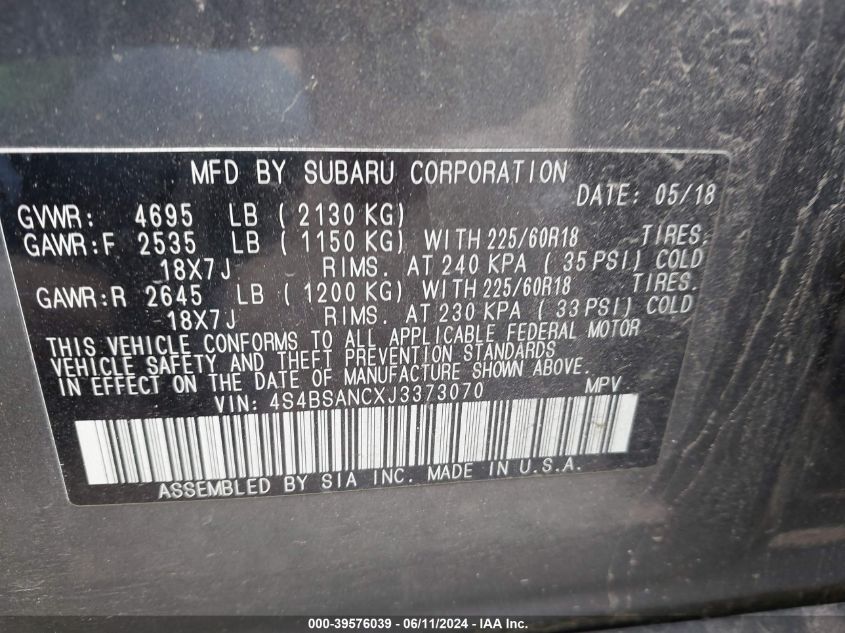 MFD BY SUBARU CORPORATION
DATE: 05/18
GVWR: 4695 LB ( 2130 KG)
GAWR:F 2535 LB ( 1150 KG) WITH 225/60R18 TIRES.
18X7J RIMS. AT 240 KPA ( 35 PSI) COLD
GAWR:R 2645 LB ( 1200 KG) WITH 225/60R18 TIRES.
18X7J RIMS. AT 230 KPA ( 33 PSI) COLD
THIS VEHICLE CONFORMS TO ALL APPLICABLE FEDERAL MOTOR
VEHICLE SAFETY AND THEFT PREVENTION STANDARDS
IN EFFECT ON THE DATE OF MANUFACTURE SHOWN ABOVE.
VIN: 4S4BSANCXJ3373070 MPV
ASSEMBLED BY SIA INC. MADE IN U.S.A.
000-39576039 - 06/11/2024 - IAA Inc.